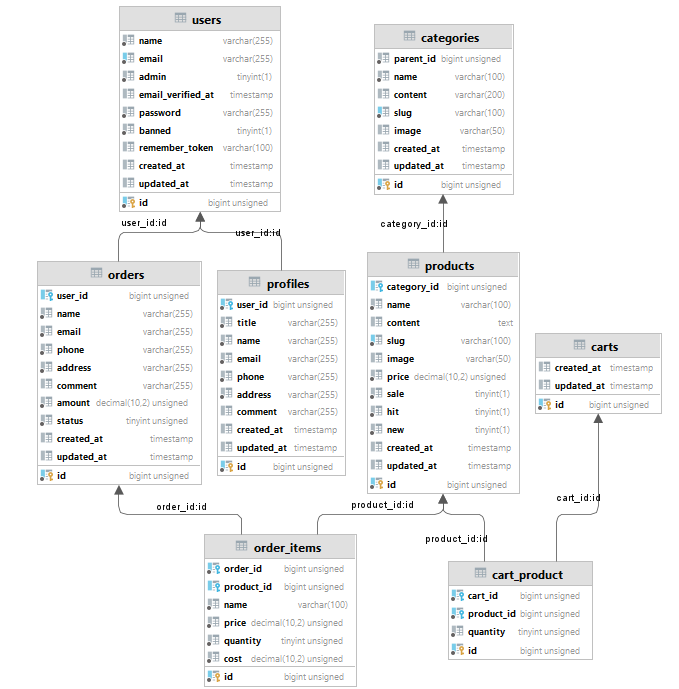 users
name varchar(255)
email varchar(255)
admin tinyint(1)
email_verified_at timestamp
password varchar(255)
banned tinyint(1)
remember_token varchar(100)
created_at timestamp
updated_at timestamp
id bigint unsigned
categories
parent_id bigint unsigned
name varchar(100)
content varchar(200)
slug varchar(100)
image varchar(50)
created_at timestamp
updated_at timestamp
id bigint unsigned
user_id:id
user_id:id
category_id:id
orders
user_id bigint unsigned
name varchar(255)
email varchar(255)
phone varchar(255)
address varchar(255)
comment varchar(255)
amount decimal(10,2) unsigned
status tinyint unsigned
created_at timestamp
updated_at timestamp
id bigint unsigned
profiles
user_id bigint unsigned
title varchar(255)
name varchar(255)
email varchar(255)
phone varchar(255)
address varchar(255)
comment varchar(255)
created_at timestamp
updated_at timestamp
id bigint unsigned
products
category_id bigint unsigned
name varchar(100)
content text
slug varchar(100)
image varchar(50)
price decimal(10,2) unsigned
sale tinyint(1)
hit tinyint(1)
new tinyint(1)
created_at timestamp
updated_at timestamp
id bigint unsigned
carts
created_at timestamp
updated_at timestamp
id bigint unsigned
order_id:id
product_id:id
product_id:id
cart_id:id
order_items
order_id bigint unsigned
product_id bigint unsigned
name varchar(100)
price decimal(10,2) unsigned
quantity tinyint unsigned
cost decimal(10,2) unsigned
id bigint unsigned
cart_product
cart_id bigint unsigned
product_id bigint unsigned
quantity tinyint unsigned
id bigint unsigned